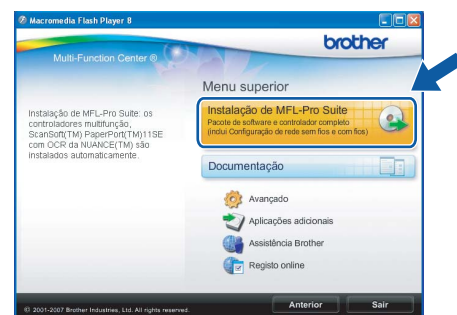 Macromedia Flash Player 8
brother
Multi-Function Center ®
Menu superior
Instalação de MFL-Pro Suite: os
controladores multifunção,
ScanSoft(TM) PaperPort(TM)11SE
com OCR da NUANCE(TM) são
instalados automaticamente.
Instalação de MFL-Pro Suite
Pacote de software e controlador completo
(inclui Configuração de rede sem fios e com fios)
Documentação
Avançado
Aplicações adicionais
Assistência Brother
Registo online
© 2001-2007 Brother Industries, Ltd. All rights reserved.
Anterior
Sair